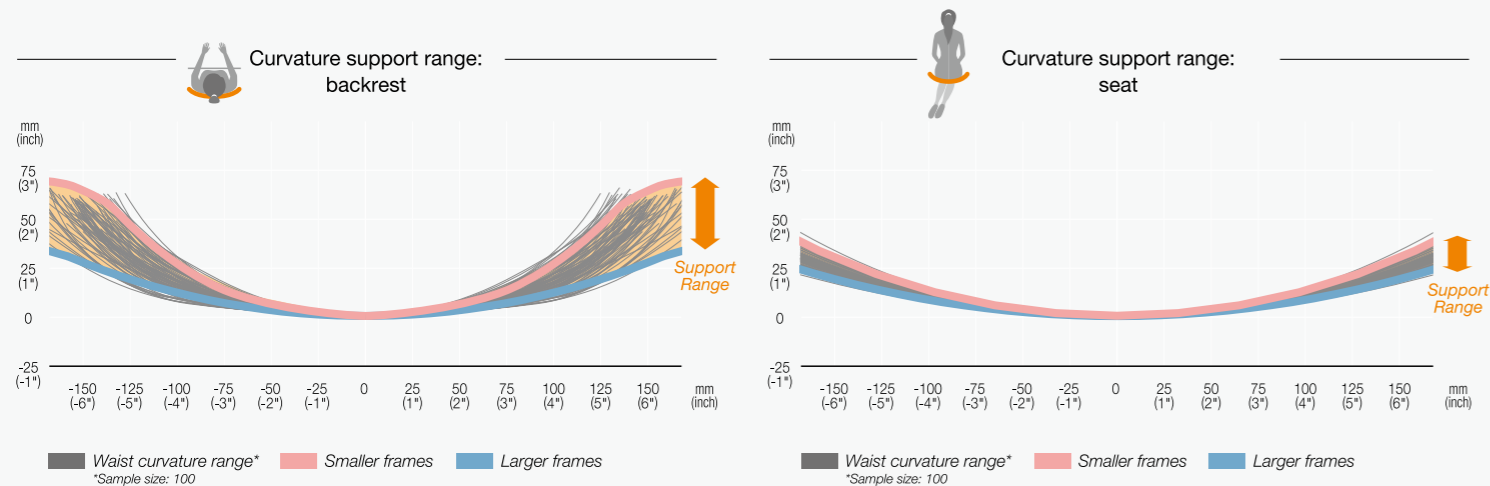 Curvature support range:
backrest
mm
(inch)
75
(3")
50
(2")
25
(1")
0
-25
(-1")
-150 -125 -100 -75 -50 -25 0 25 50 75 100 125 150 mm
(-6") (-5") (-4") (-3") (-2") (-1") (1") (2") (3") (4") (5") (6") (inch)
Support
Range
Waist curvature range* Smaller frames Larger frames
*Sample size: 100
Curvature support range:
seat
mm
(inch)
75
(3")
50
(2")
25
(1")
0
-25
(-1")
-150 -125 -100 -75 -50 -25 0 25 50 75 100 125 150 mm
(-6") (-5") (-4") (-3") (-2") (-1") (1") (2") (3") (4") (5") (6") (inch)
Support
Range
Waist curvature range* Smaller frames Larger frames
*Sample size: 100